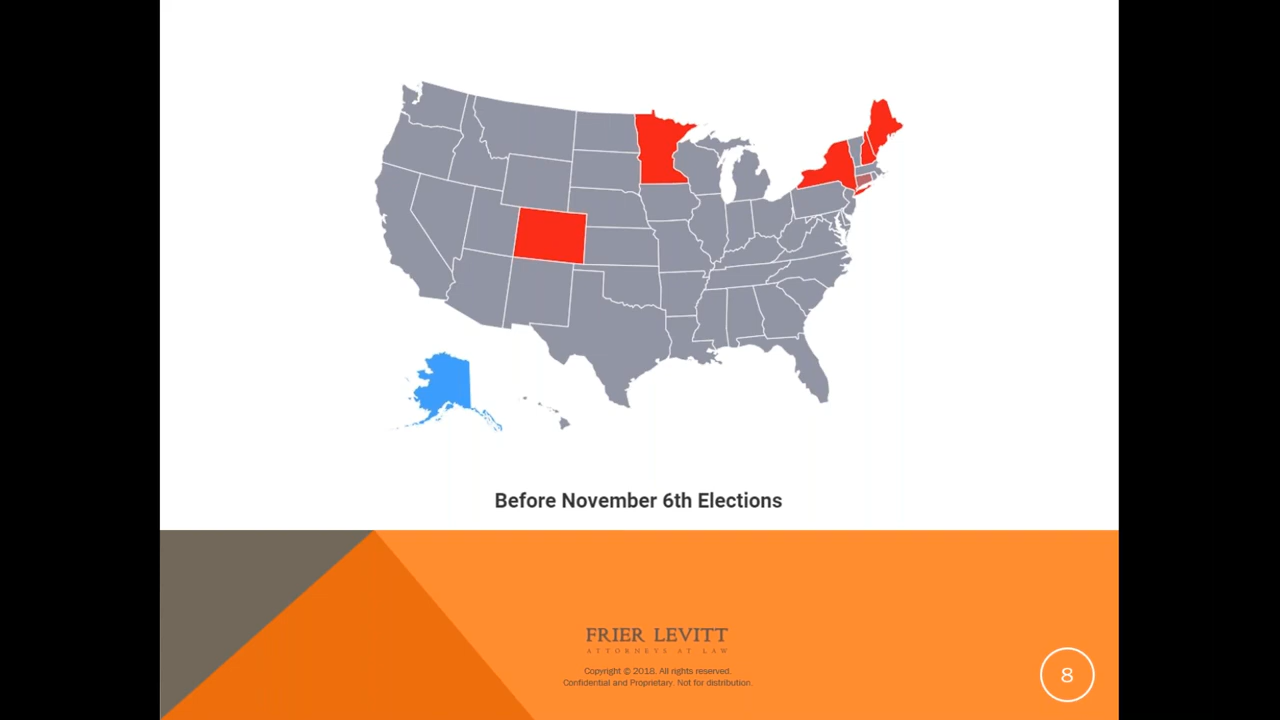 Before November 6th Elections
FRIER LEVITT
ATTORNEYS AT LAW
Copyright © 2018. All rights reserved.
Confidential and Proprietary. Not for distribution.
8